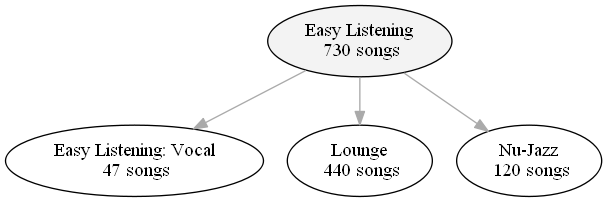 Easy Listening
730 songs
Easy Listening: Vocal
47 songs
Lounge
440 songs
Nu-Jazz
120 songs